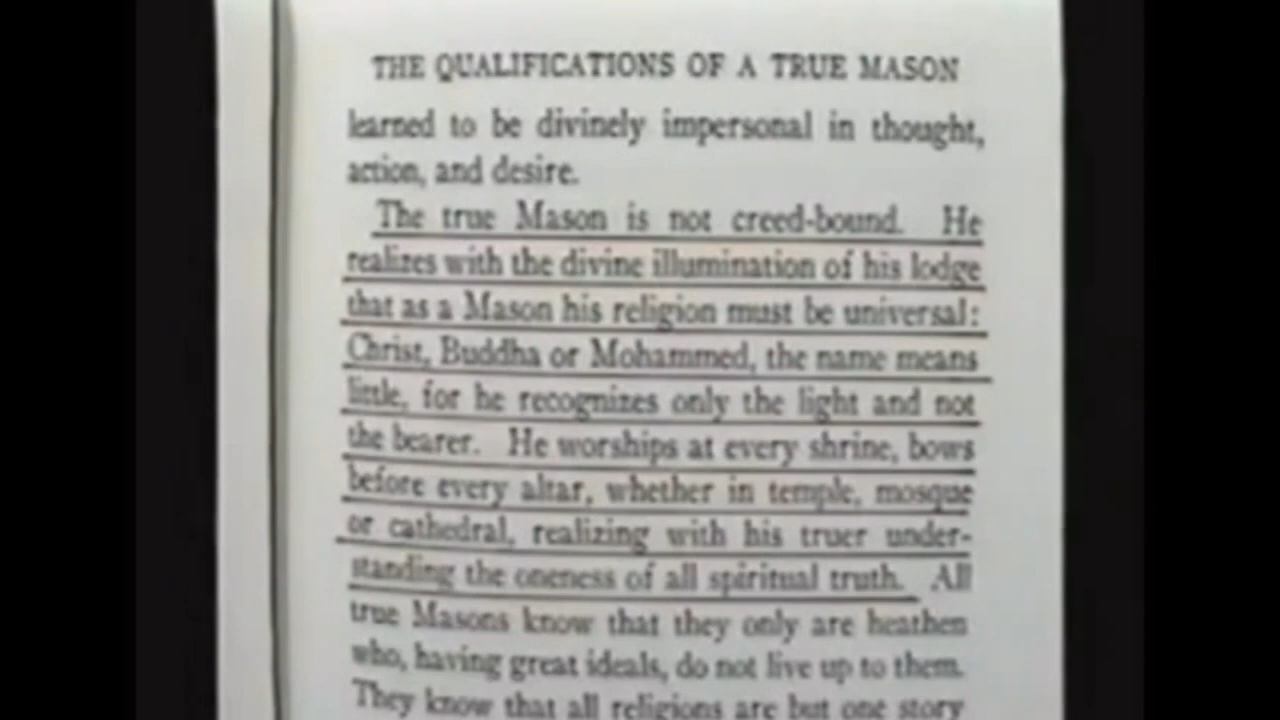 THE QUALIFICATIONS OF A TRUE MASON
learned to be divinely impersonal in thought,
action, and desire.
The true Mason is not creed-bound. He
realizes with the divine illumination of his lodge
that as a Mason his religion must be universal:
Christ, Buddha or Mohammed, the name means
little, for he recognizes only the light and not
the bearer. He worships at every shrine, bows
before every altar, whether in temple, mosque
or cathedral, realizing with his truer under-
standing the oneness of all spiritual truth. All
true Masons know that they only are heathen
who, having great ideals, do not live up to them.
They know that all religions are but one story